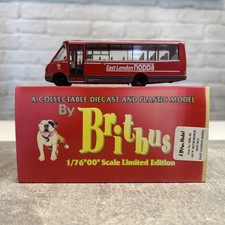 East London hoppa
A COLLECTABLE DIECAST AND PLASTIC MODEL
By
Britbus
1/76"00" Scale Limited Edition